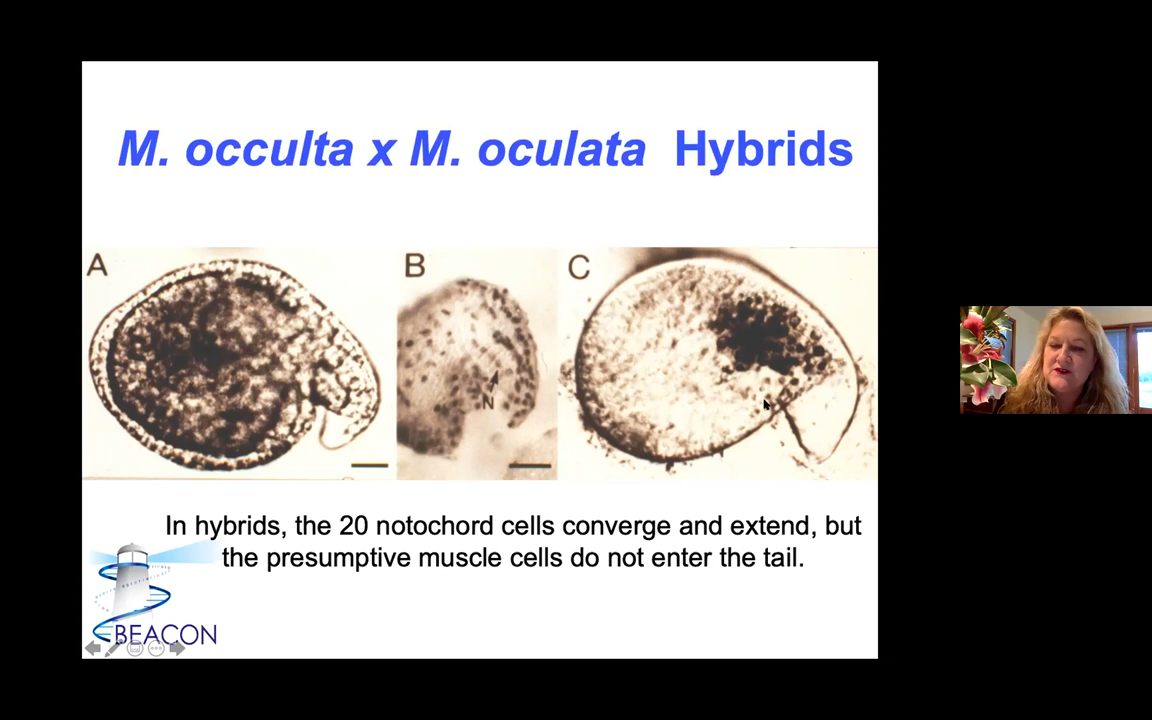 M. occulta x M. oculata Hybrids
A
B
C
N
In hybrids, the 20 notochord cells converge and extend, but
the presumptive muscle cells do not enter the tail.
BEACON